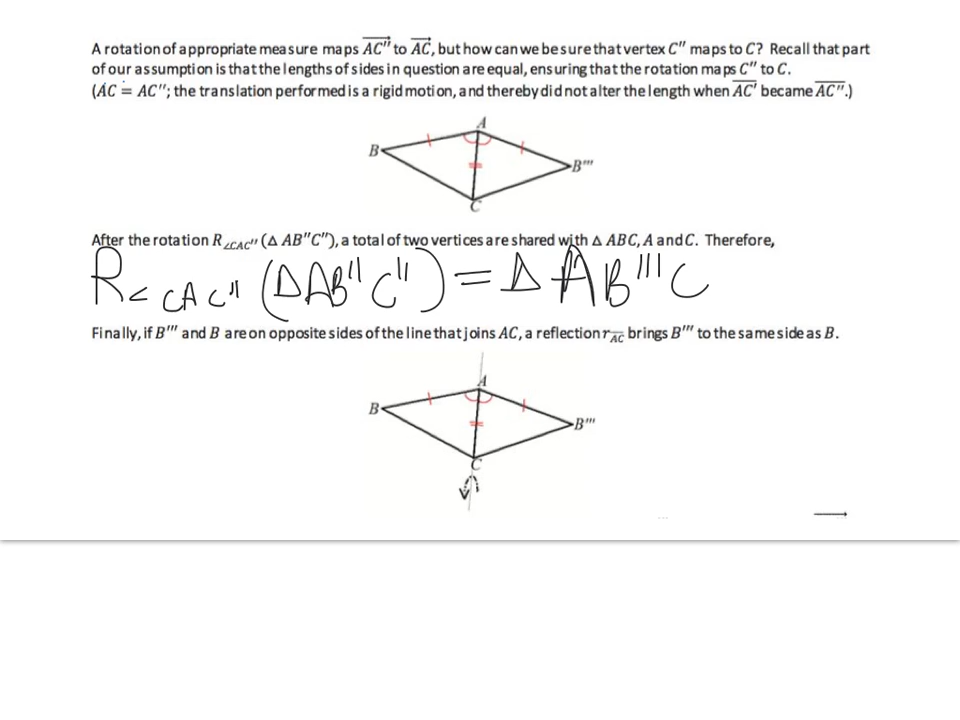 A rotation of appropriate measure maps AC″ to AC, but how can we be sure that vertex C″ maps to C? Recall that part
of our assumption is that the lengths of sides in question are equal, ensuring that the rotation maps C″ to C.
(AC = AC″; the translation performed is a rigid motion, and thereby did not alter the length when AC′ became AC″.)
A
B
B‴
C
After the rotation R∠CAC″ (△ AB″C″), a total of two vertices are shared with △ ABC, A and C. Therefore,
R∠CAC″ (△AB″C″) = △AB‴C
Finally, if B‴ and B are on opposite sides of the line that joins AC, a reflection rAC brings B‴ to the same side as B.
A
B
B‴
C